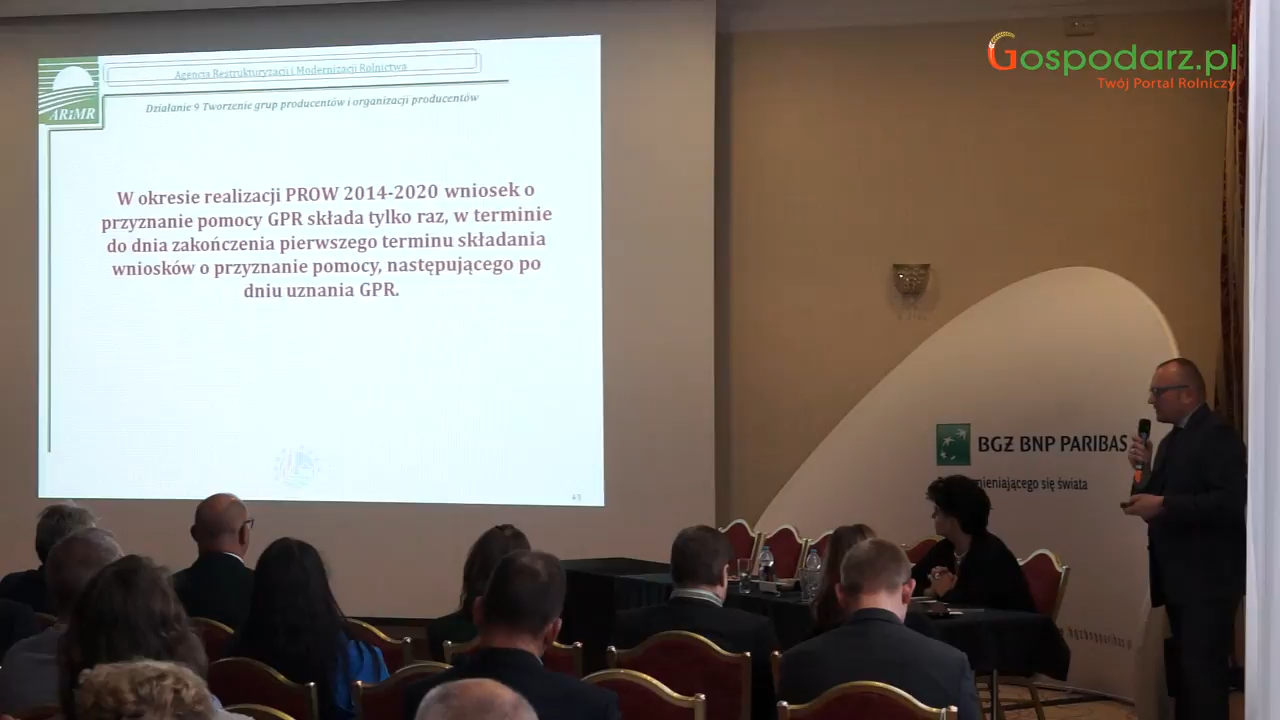 Gospodarz.pl
Twój Portal Rolniczy
Agencja Restrukturyzacji i Modernizacji Rolnictwa
ARiMR
Działanie 9 Tworzenie grup producentów i organizacji producentów
W okresie realizacji PROW 2014-2020 wniosek o
przyznanie pomocy GPR składa tylko raz, w terminie
do dnia zakończenia pierwszego terminu składania
wniosków o przyznanie pomocy, następującego po
dniu uznania GPR.
BGŻ BNP PARIBAS
się świata